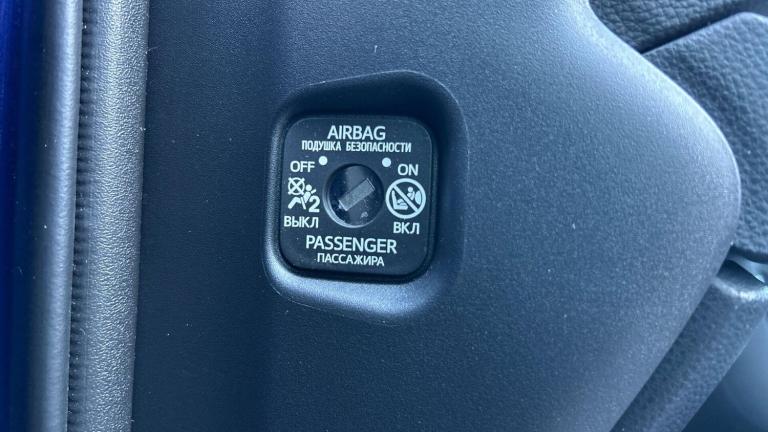 AIRBAG
ПОДУШКА БЕЗОПАСНОСТИ
OFF ON
2
ВЫКЛ ВКЛ
PASSENGER
ПАССАЖИРА